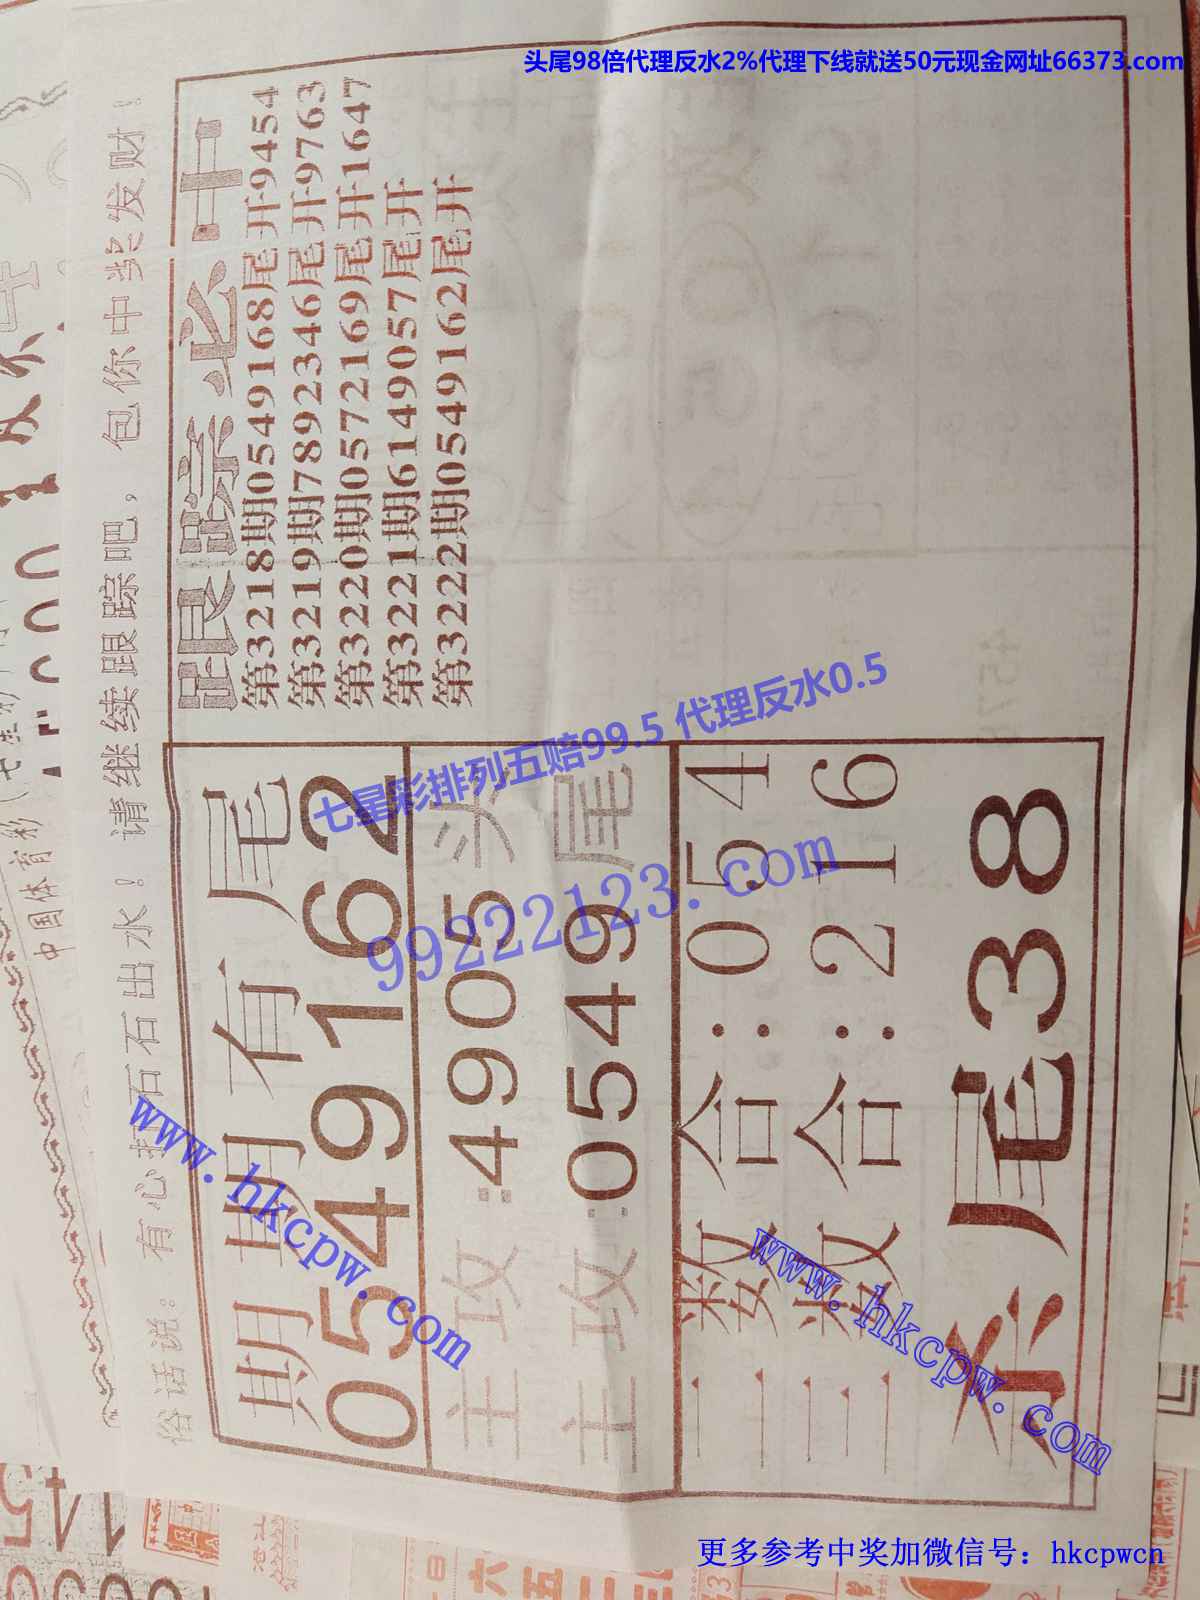 头尾98倍代理反水2%代理下线就送50元现金网址66373.com
俗话说：有心打石石出水！请继续跟踪吧，包你中奖发财！
跟踪必中
第3218期0549168尾开9454
第3219期7892346尾开9763
第3220期0572169尾开1647
第3221期6149057尾开
第3222期0549162尾开
期期有尾
0549162
主攻:4905头
主攻:0549尾
二数合:054
三数合:216
杀尾38
七星彩排列五赔99.5 代理反水0.5
99222123.com
www.hkcpw.com
www.hkcpw.com
更多参考中奖加微信号：hkcpwcn
中国体育彩